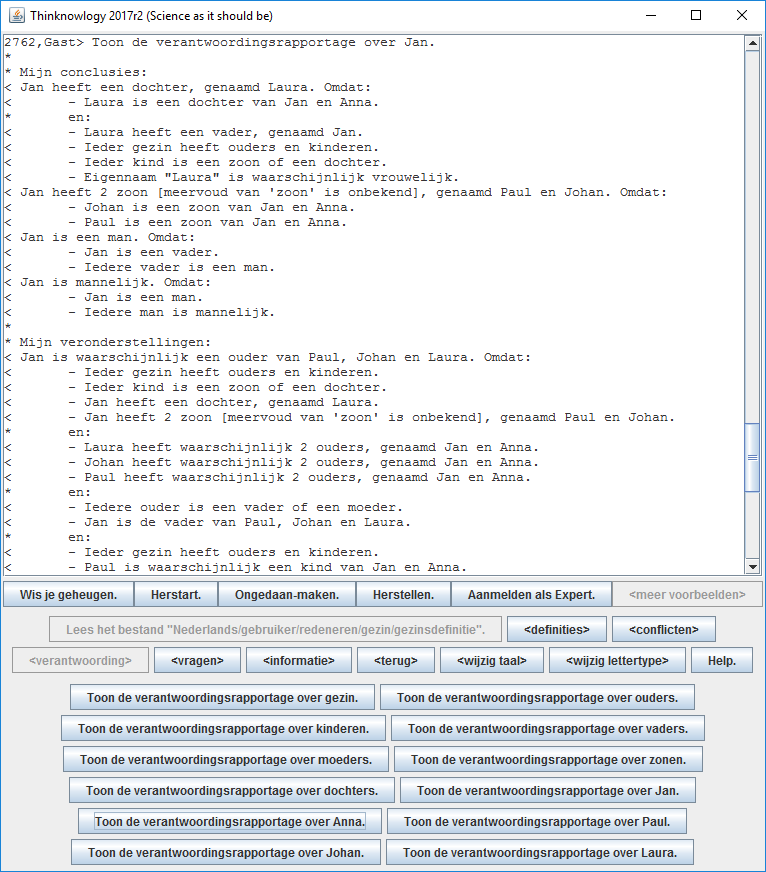 Thinknowlogy 2017r2 (Science as it should be)
2762,Gast> Toon de verantwoordingsrapportage over Jan.
*
* Mijn conclusies:
< Jan heeft een dochter, genaamd Laura. Omdat:
<       - Laura is een dochter van Jan en Anna.
*       en:
<       - Laura heeft een vader, genaamd Jan.
<       - Ieder gezin heeft ouders en kinderen.
<       - Ieder kind is een zoon of een dochter.
<       - Eigennaam "Laura" is waarschijnlijk vrouwelijk.
< Jan heeft 2 zoon [meervoud van 'zoon' is onbekend], genaamd Paul en Johan. Omdat:
<       - Johan is een zoon van Jan en Anna.
<       - Paul is een zoon van Jan en Anna.
< Jan is een man. Omdat:
<       - Jan is een vader.
<       - Iedere vader is een man.
< Jan is mannelijk. Omdat:
<       - Jan is een man.
<       - Iedere man is mannelijk.
*
* Mijn veronderstellingen:
< Jan is waarschijnlijk een ouder van Paul, Johan en Laura. Omdat:
<       - Ieder gezin heeft ouders en kinderen.
<       - Ieder kind is een zoon of een dochter.
<       - Jan heeft een dochter, genaamd Laura.
<       - Jan heeft 2 zoon [meervoud van 'zoon' is onbekend], genaamd Paul en Johan.
*       en:
<       - Laura heeft waarschijnlijk 2 ouders, genaamd Jan en Anna.
<       - Johan heeft waarschijnlijk 2 ouders, genaamd Jan en Anna.
<       - Paul heeft waarschijnlijk 2 ouders, genaamd Jan en Anna.
*       en:
<       - Iedere ouder is een vader of een moeder.
<       - Jan is de vader van Paul, Johan en Laura.
*       en:
<       - Ieder gezin heeft ouders en kinderen.
<       - Paul is waarschijnlijk een kind van Jan en Anna.
Wis je geheugen. Herstart. Ongedaan-maken. Herstellen. Aanmelden als Expert. <meer voorbeelden>
Lees het bestand "Nederlands/gebruiker/redeneren/gezin/gezinsdefinitie". <definities> <conflicten>
<verantwoording> <vragen> <informatie> <terug> <wijzig taal> <wijzig lettertype> Help.
Toon de verantwoordingsrapportage over gezin. Toon de verantwoordingsrapportage over ouders.
Toon de verantwoordingsrapportage over kinderen. Toon de verantwoordingsrapportage over vaders.
Toon de verantwoordingsrapportage over moeders. Toon de verantwoordingsrapportage over zonen.
Toon de verantwoordingsrapportage over dochters. Toon de verantwoordingsrapportage over Jan.
Toon de verantwoordingsrapportage over Anna. Toon de verantwoordingsrapportage over Paul.
Toon de verantwoordingsrapportage over Johan. Toon de verantwoordingsrapportage over Laura.